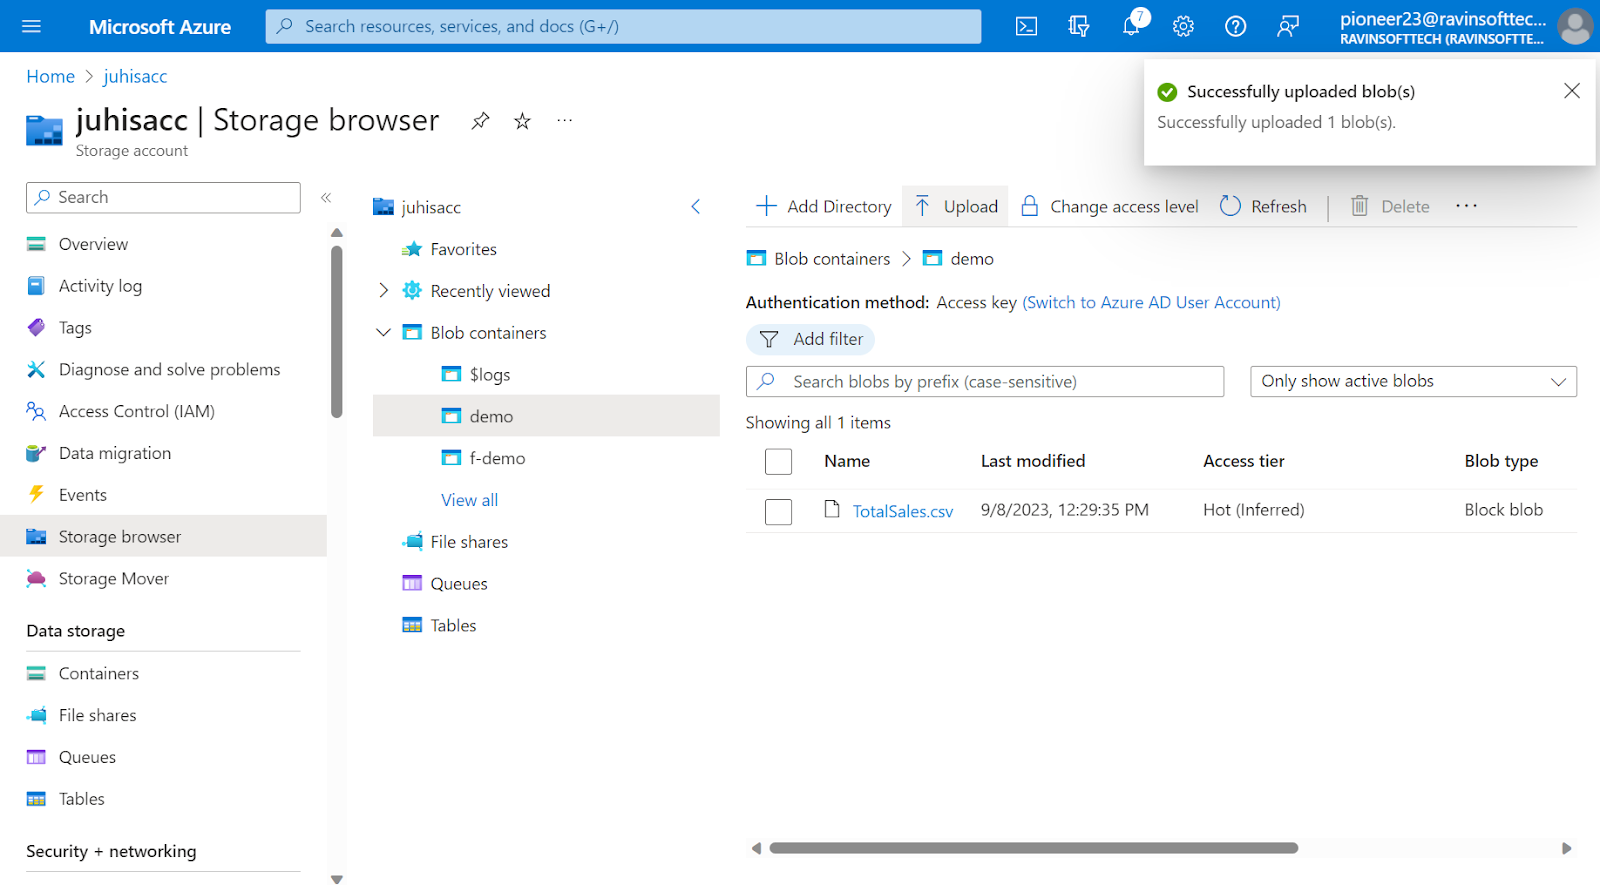 Microsoft Azure
Search resources, services, and docs (G+/)
7
pioneer23@ravinsofttec...
RAVINSOFTTECH (RAVINSOFTTE...
Home > juhisacc
Successfully uploaded blob(s)
Successfully uploaded 1 blob(s).
juhisacc | Storage browser
Storage account
Search
Overview
Activity log
Tags
Diagnose and solve problems
Access Control (IAM)
Data migration
Events
Storage browser
Storage Mover
Data storage
Containers
File shares
Queues
Tables
Security + networking
juhisacc
Favorites
Recently viewed
Blob containers
$logs
demo
f-demo
View all
File shares
Queues
Tables
Add Directory Upload Change access level Refresh Delete
Blob containers > demo
Authentication method: Access key (Switch to Azure AD User Account)
Add filter
Search blobs by prefix (case-sensitive) Only show active blobs
Showing all 1 items
Name Last modified Access tier Blob type
TotalSales.csv 9/8/2023, 12:29:35 PM Hot (Inferred) Block blob